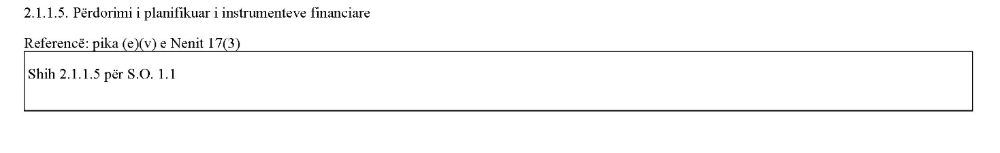 2.1.1.5. Përdorimi i planifikuar i instrumenteve financiare
Referencë: pika (e)(v) e Nenit 17(3)
Shih 2.1.1.5 për S.O. 1.1